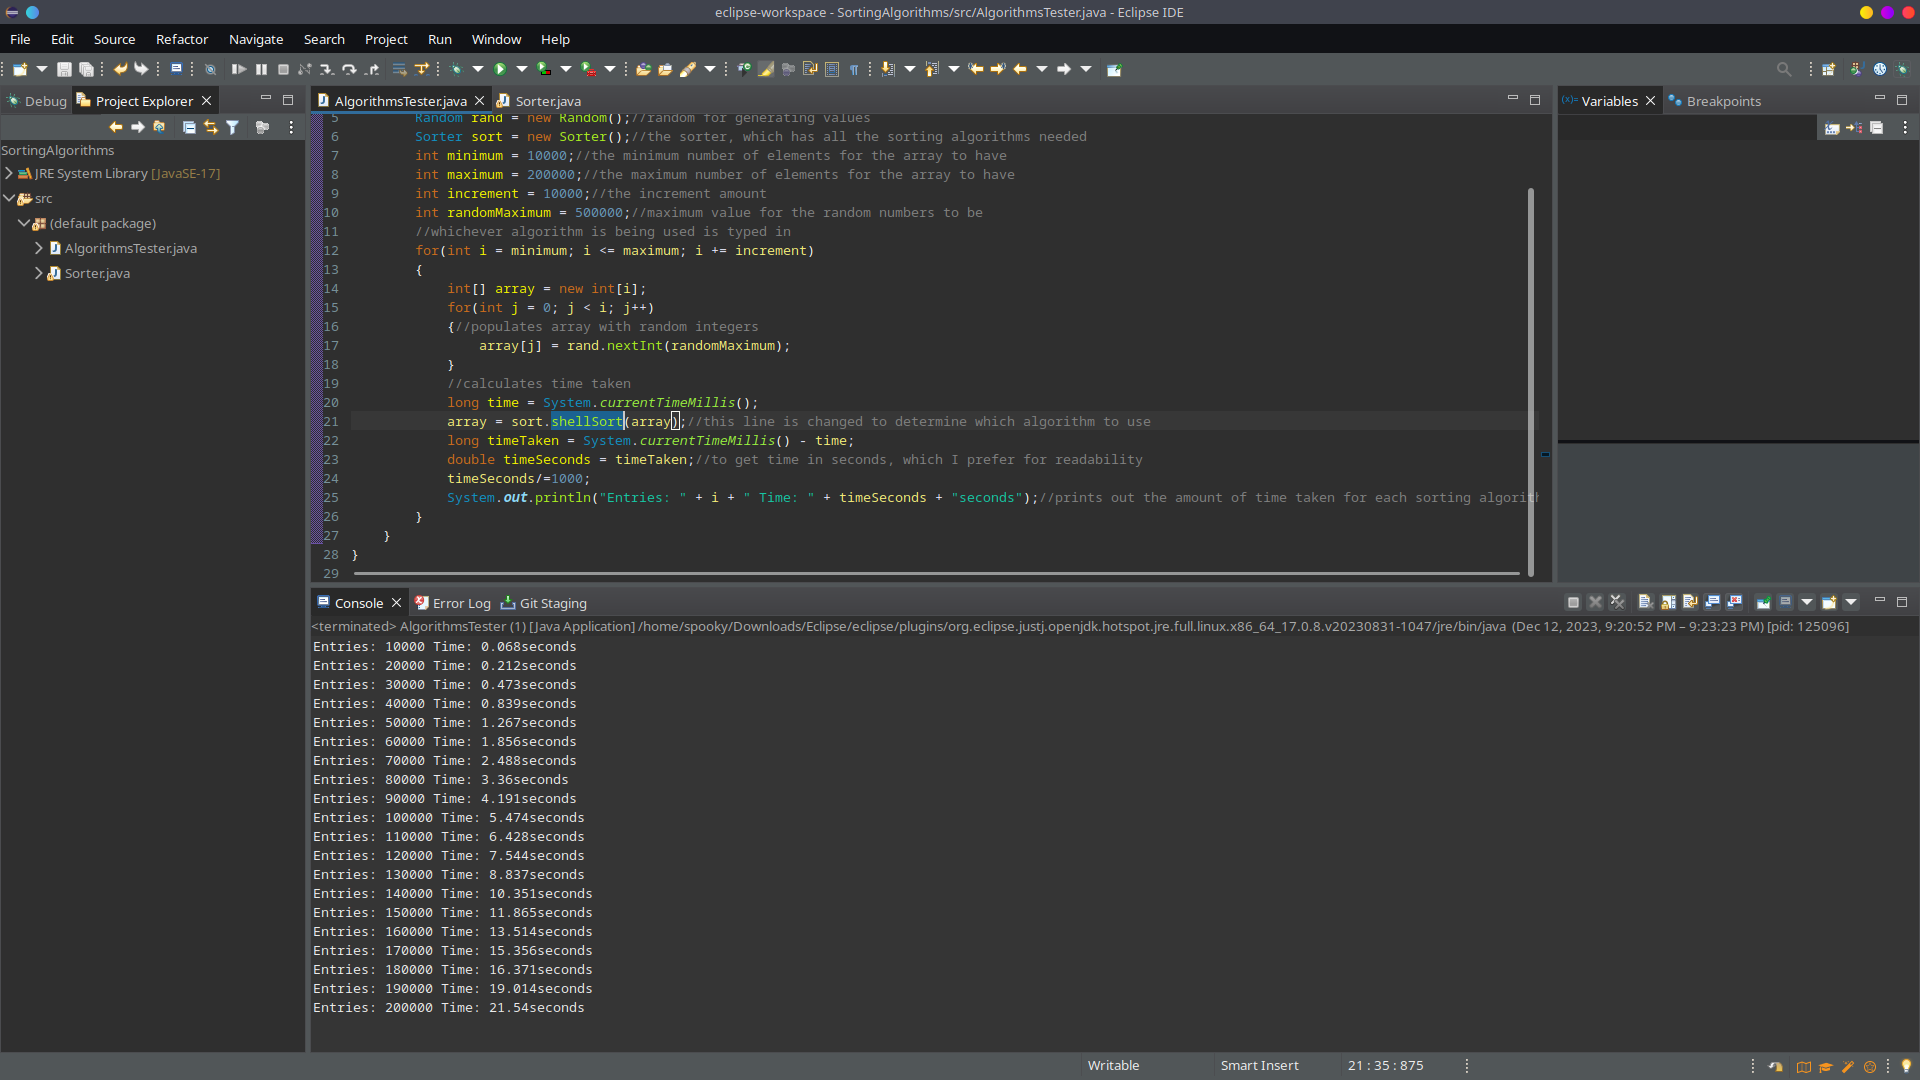 eclipse-workspace - SortingAlgorithms/src/AlgorithmsTester.java - Eclipse IDE
File Edit Source Refactor Navigate Search Project Run Window Help
Debug Project Explorer
AlgorithmsTester.java Sorter.java
Variables Breakpoints
SortingAlgorithms
JRE System Library [JavaSE-17]
src
(default package)
AlgorithmsTester.java
Sorter.java
5 Random rand = new Random();//random for generating values
6 Sorter sort = new Sorter();//the sorter, which has all the sorting algorithms needed
7 int minimum = 10000;//the minimum number of elements for the array to have
8 int maximum = 200000;//the maximum number of elements for the array to have
9 int increment = 10000;//the increment amount
10 int randomMaximum = 500000;//maximum value for the random numbers to be
11 //whichever algorithm is being used is typed in
12 for(int i = minimum; i <= maximum; i += increment)
13 {
14 int[] array = new int[i];
15 for(int j = 0; j < i; j++)
16 {//populates array with random integers
17 array[j] = rand.nextInt(randomMaximum);
18 }
19 //calculates time taken
20 long time = System.currentTimeMillis();
21 array = sort.shellSort(array);//this line is changed to determine which algorithm to use
22 long timeTaken = System.currentTimeMillis() - time;
23 double timeSeconds = timeTaken;//to get time in seconds, which I prefer for readability
24 timeSeconds/=1000;
25 System.out.println("Entries: " + i + " Time: " + timeSeconds + "seconds");//prints out the amount of time taken for each sorting algorith
26 }
27 }
28 }
29
Console Error Log Git Staging
<terminated> AlgorithmsTester (1) [Java Application] /home/spooky/Downloads/Eclipse/eclipse/plugins/org.eclipse.justj.openjdk.hotspot.jre.full.linux.x86_64_17.0.8.v20230831-1047/jre/bin/java (Dec 12, 2023, 9:20:52 PM – 9:23:23 PM) [pid: 125096]
Entries: 10000 Time: 0.068seconds
Entries: 20000 Time: 0.212seconds
Entries: 30000 Time: 0.473seconds
Entries: 40000 Time: 0.839seconds
Entries: 50000 Time: 1.267seconds
Entries: 60000 Time: 1.856seconds
Entries: 70000 Time: 2.488seconds
Entries: 80000 Time: 3.36seconds
Entries: 90000 Time: 4.191seconds
Entries: 100000 Time: 5.474seconds
Entries: 110000 Time: 6.428seconds
Entries: 120000 Time: 7.544seconds
Entries: 130000 Time: 8.837seconds
Entries: 140000 Time: 10.351seconds
Entries: 150000 Time: 11.865seconds
Entries: 160000 Time: 13.514seconds
Entries: 170000 Time: 15.356seconds
Entries: 180000 Time: 16.371seconds
Entries: 190000 Time: 19.014seconds
Entries: 200000 Time: 21.54seconds
Writable Smart Insert 21 : 35 : 875